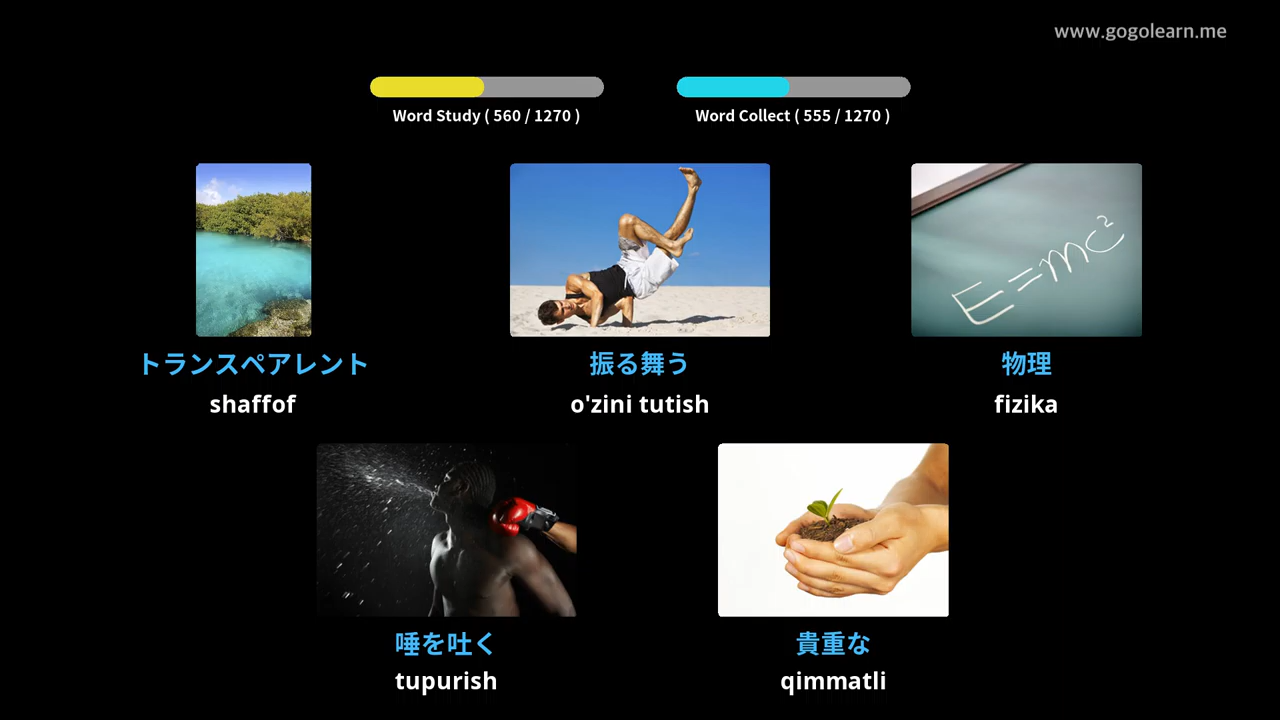 www.gogolearn.me
Word Study ( 560 / 1270 )
Word Collect ( 555 / 1270 )
E=mc²
トランスペアレント
shaffof
振る舞う
o'zini tutish
物理
fizika
唾を吐く
tupurish
貴重な
qimmatli